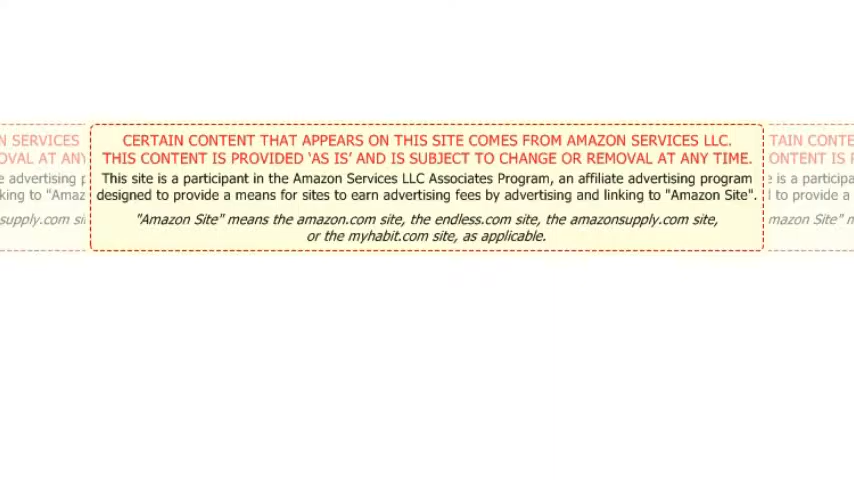 CERTAIN CONTENT THAT APPEARS ON THIS SITE COMES FROM AMAZON SERVICES LLC.
THIS CONTENT IS PROVIDED ‘AS IS’ AND IS SUBJECT TO CHANGE OR REMOVAL AT ANY TIME.
This site is a participant in the Amazon Services LLC Associates Program, an affiliate advertising program
designed to provide a means for sites to earn advertising fees by advertising and linking to "Amazon Site".
"Amazon Site" means the amazon.com site, the endless.com site, the amazonsupply.com site,
or the myhabit.com site, as applicable.